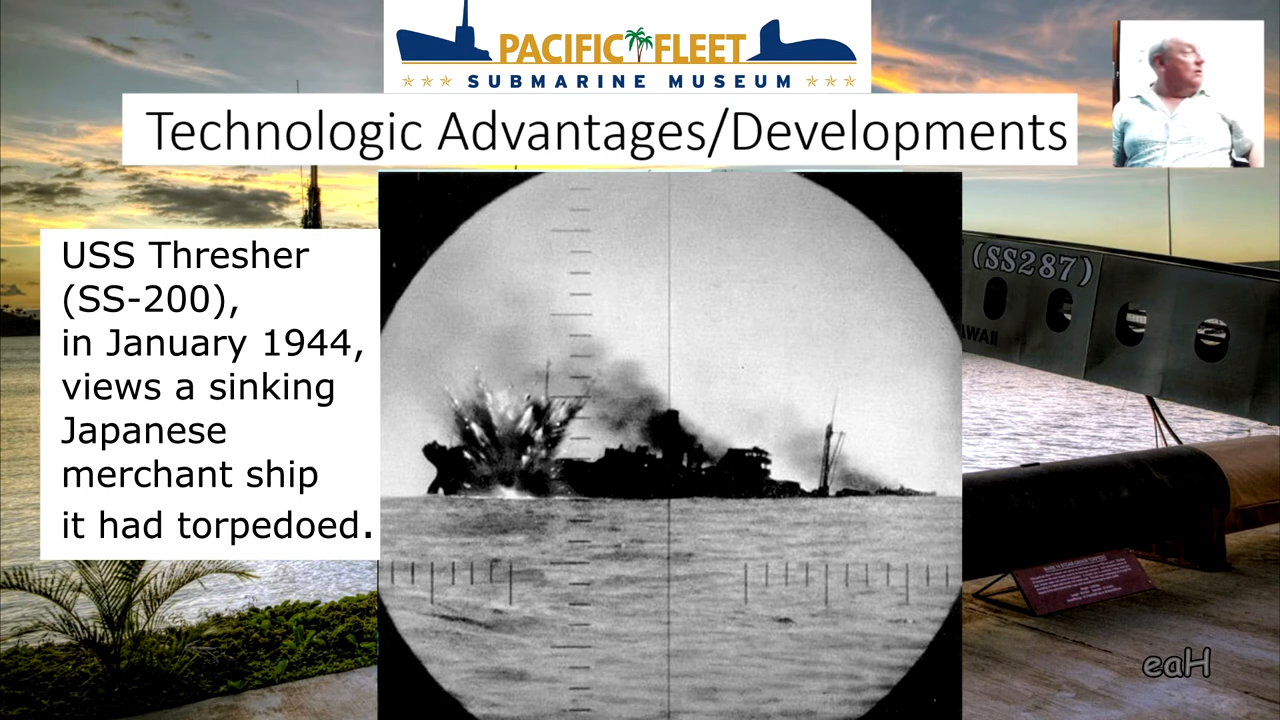 PACIFIC FLEET
SUBMARINE MUSEUM
Technologic Advantages/Developments
USS Thresher
(SS-200),
in January 1944,
views a sinking
Japanese
merchant ship
it had torpedoed.
(SS287)
WAII
eaH